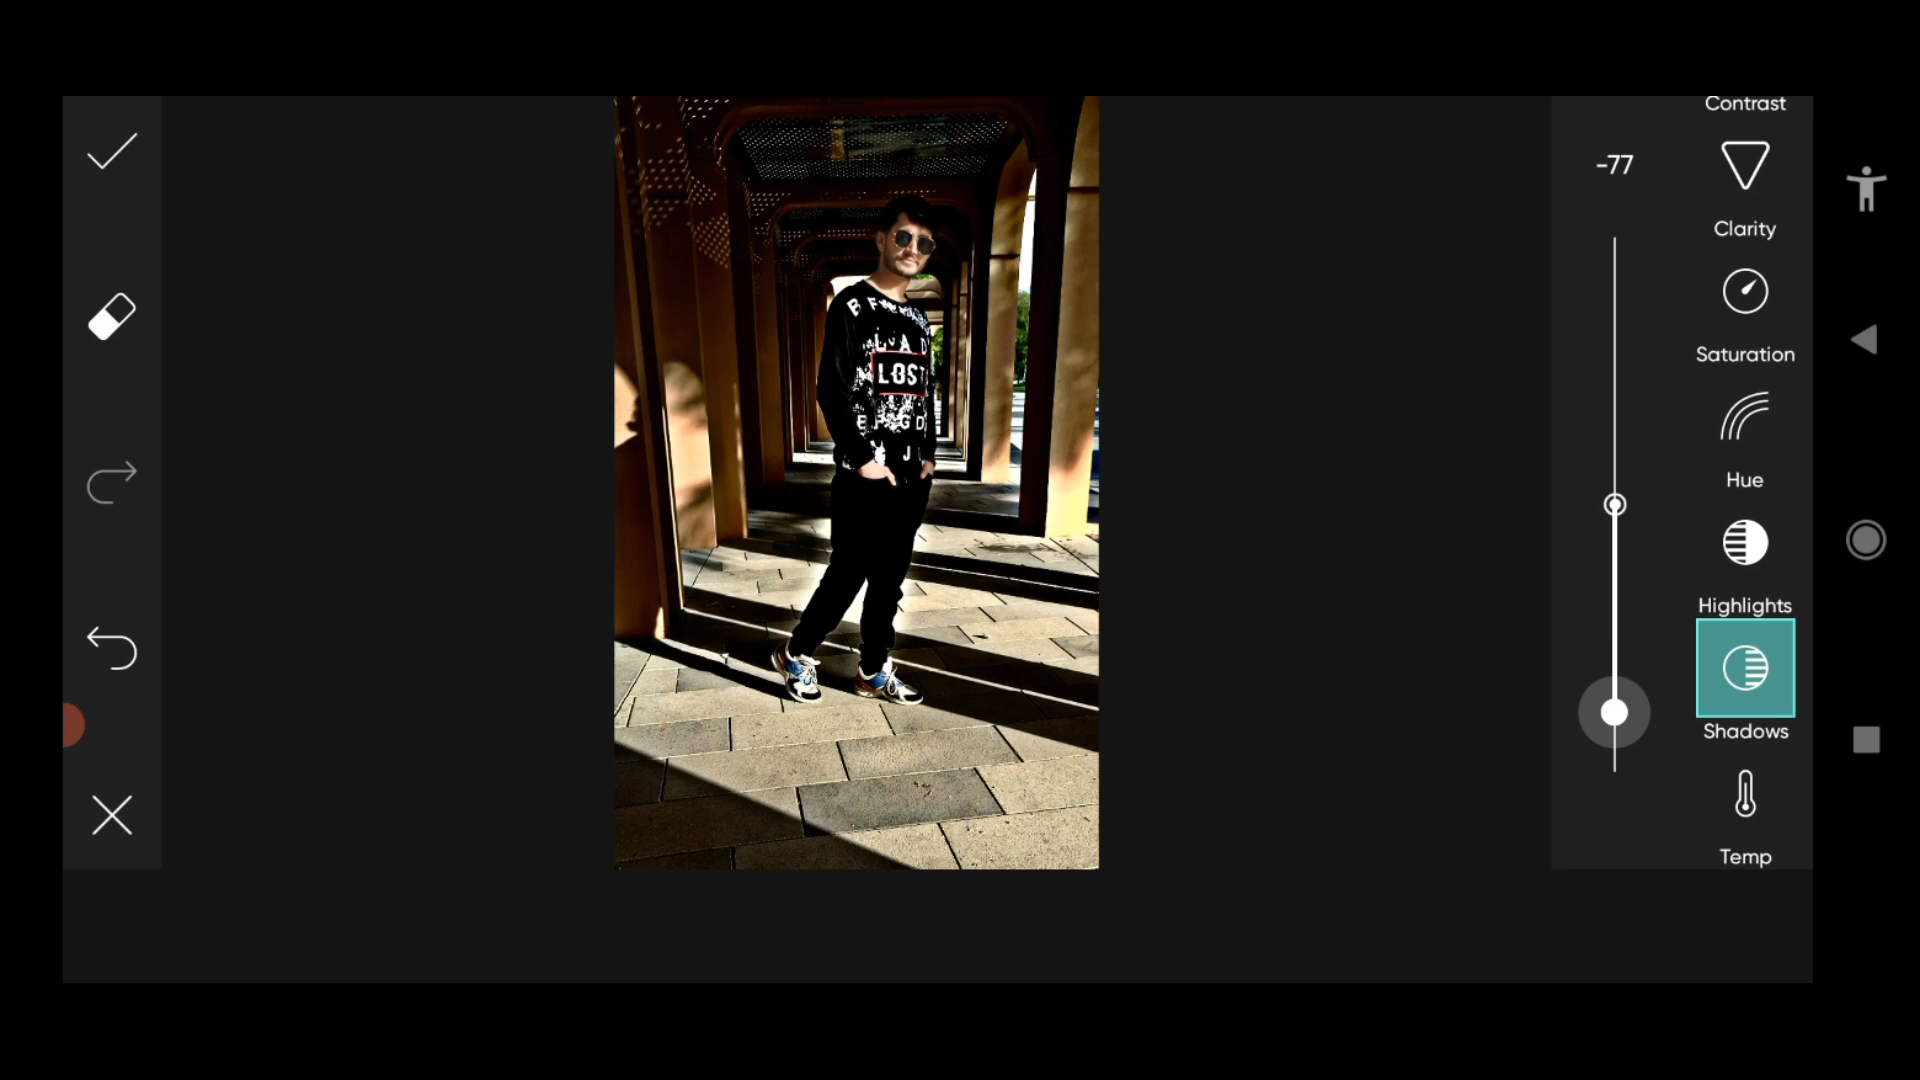 Contrast
-77
Clarity
Saturation
Hue
Highlights
Shadows
Temp
B F
L A D
LOST
G D
J